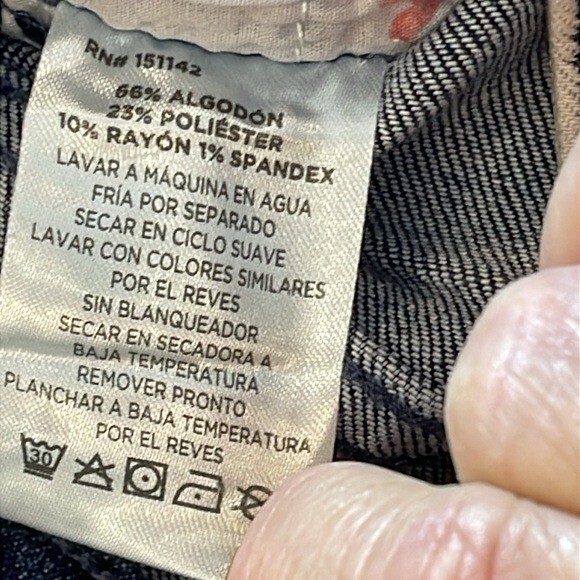 RN# 151142
66% ALGODÓN
23% POLIÉSTER
10% RAYÓN 1% SPANDEX
LAVAR A MÁQUINA EN AGUA
FRÍA POR SEPARADO
SECAR EN CICLO SUAVE
LAVAR CON COLORES SIMILARES
POR EL REVES
SIN BLANQUEADOR
SECAR EN SECADORA A
BAJA TEMPERATURA
REMOVER PRONTO
PLANCHAR A BAJA TEMPERATURA
POR EL REVES
30